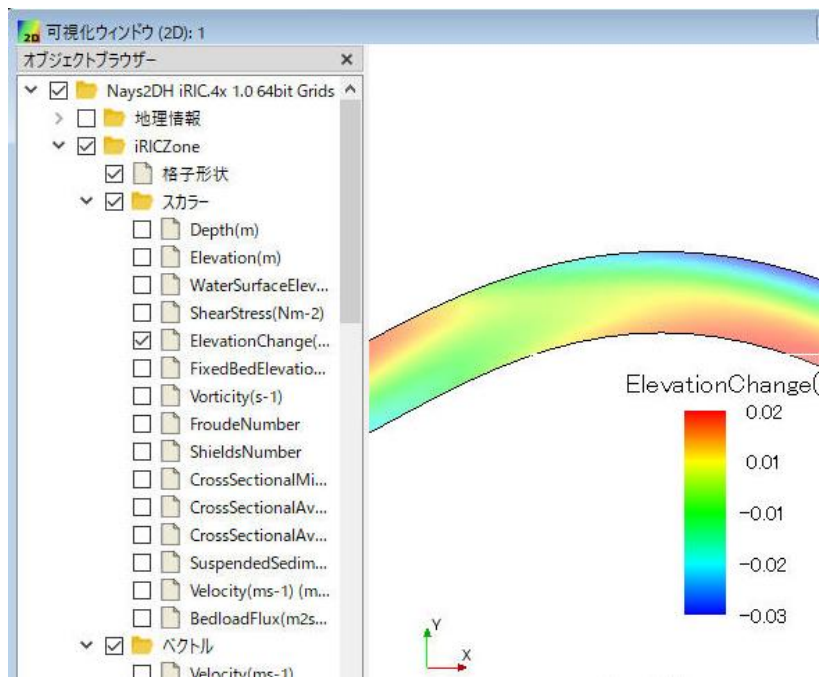 2D 可視化ウィンドウ (2D): 1
オブジェクトブラウザー
Nays2DH iRIC.4x 1.0 64bit Grids
地理情報
iRICZone
格子形状
スカラー
Depth(m)
Elevation(m)
WaterSurfaceElev...
ShearStress(Nm-2)
ElevationChange(...
FixedBedElevatio...
Vorticity(s-1)
FroudeNumber
ShieldsNumber
CrossSectionalMi...
CrossSectionalAv...
CrossSectionalAv...
SuspendedSedim...
Velocity(ms-1) (m...
BedloadFlux(m2s...
ベクトル
Velocity(ms-1)
ElevationChange(
0.02
0.01
-0.01
-0.02
-0.03
Y
X